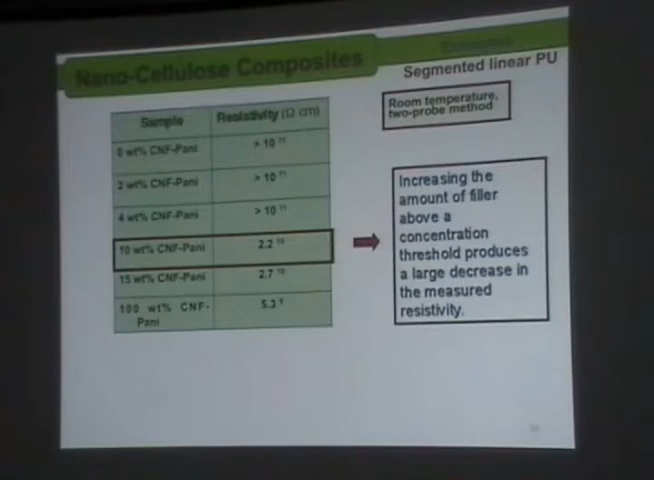 Nano-Cellulose Composites
Segmented linear PU
Room temperature,
two-probe method
Sample Resistivity (Ω cm)
0 wt% CNF-Pani > 10 11
2 wt% CNF-Pani > 10 11
4 wt% CNF-Pani > 10 11
10 wt% CNF-Pani 2.2 10
15 wt% CNF-Pani 2.7 10
100 wt% CNF-
Pani 5.3
Increasing the
amount of filler
above a
concentration
threshold produces
a large decrease in
the measured
resistivity.